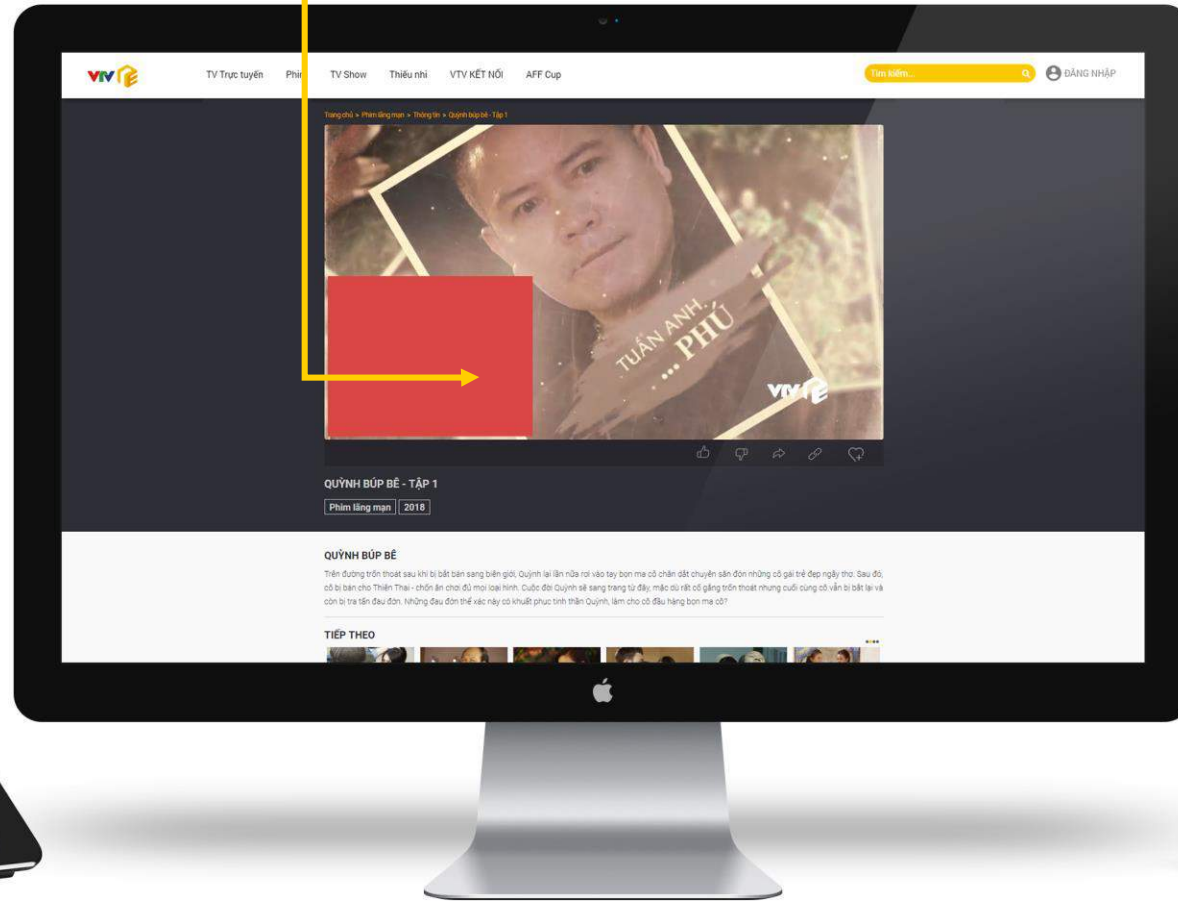 VTV
TV Trực tuyến Phim TV Show Thiếu nhi VTV KẾT NỐI AFF Cup Tìm kiếm... ĐĂNG NHẬP
Trang chủ » Phim lãng mạn » Thông tin » Quỳnh búp bê - Tập 1
TUẤN ANH.
... PHÚ
VTV
QUỲNH BÚP BÊ - TẬP 1
Phim lãng mạn 2018
QUỲNH BÚP BÊ
Trên đường trốn thoát sau khi bị bắt bán sang biên giới, Quỳnh lại lần nữa rơi vào tay bọn ma cô chăn dắt chuyên săn đón những cô gái trẻ đẹp ngây thơ. Sau đó,
cô bị bán cho Thiên Thai - chốn ăn chơi đủ mọi loại hình. Cuộc đời Quỳnh sẽ sang trang từ đây, mặc dù rất cố gắng trốn thoát nhưng cuối cùng cô vẫn bị bắt lại và
còn bị tra tấn đau đớn. Những đau đớn thể xác này có khuất phục tinh thần Quỳnh, làm cho cô đầu hàng bọn ma cô?
TIẾP THEO